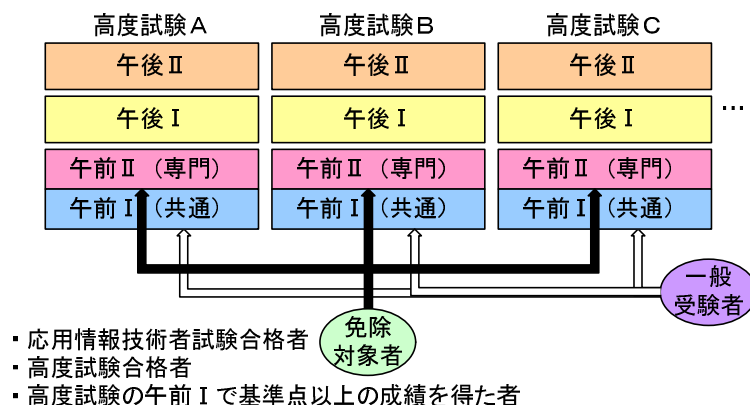 高度試験A
高度試験B
高度試験C
午後Ⅱ
午後Ⅱ
午後Ⅱ
午後Ⅰ
午後Ⅰ
午後Ⅰ
…
午前Ⅱ(専門)
午前Ⅱ(専門)
午前Ⅱ(専門)
午前Ⅰ(共通)
午前Ⅰ(共通)
午前Ⅰ(共通)
一般
受験者
免除
対象者
・応用情報技術者試験合格者
・高度試験合格者
・高度試験の午前Ⅰで基準点以上の成績を得た者